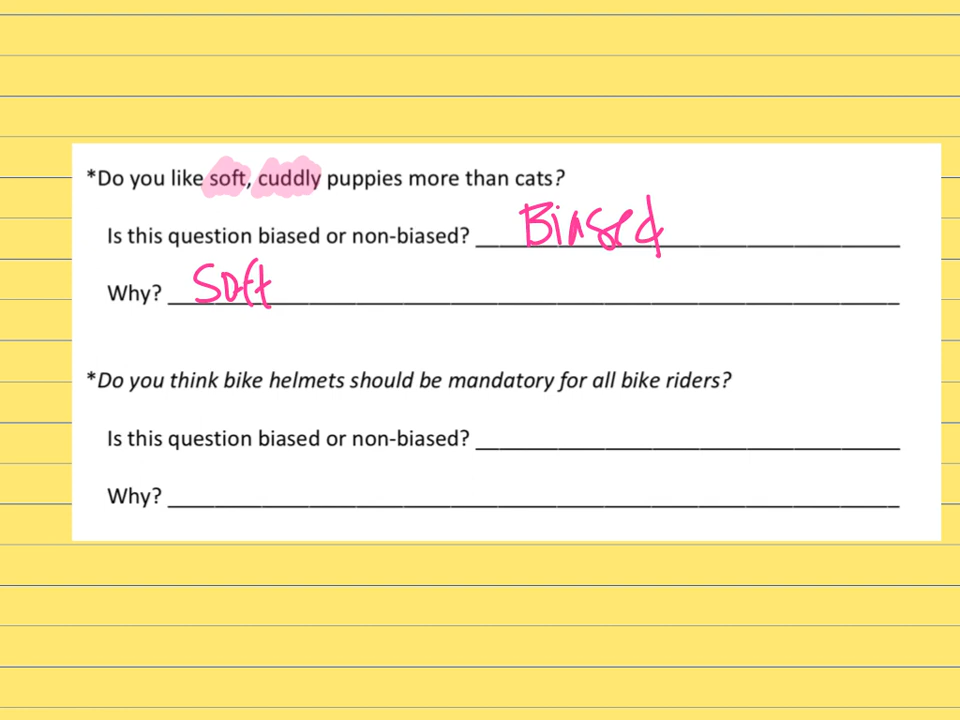 *Do you like soft, cuddly puppies more than cats?
Is this question biased or non-biased? Biased
Why? Soft
*Do you think bike helmets should be mandatory for all bike riders?
Is this question biased or non-biased?
Why?